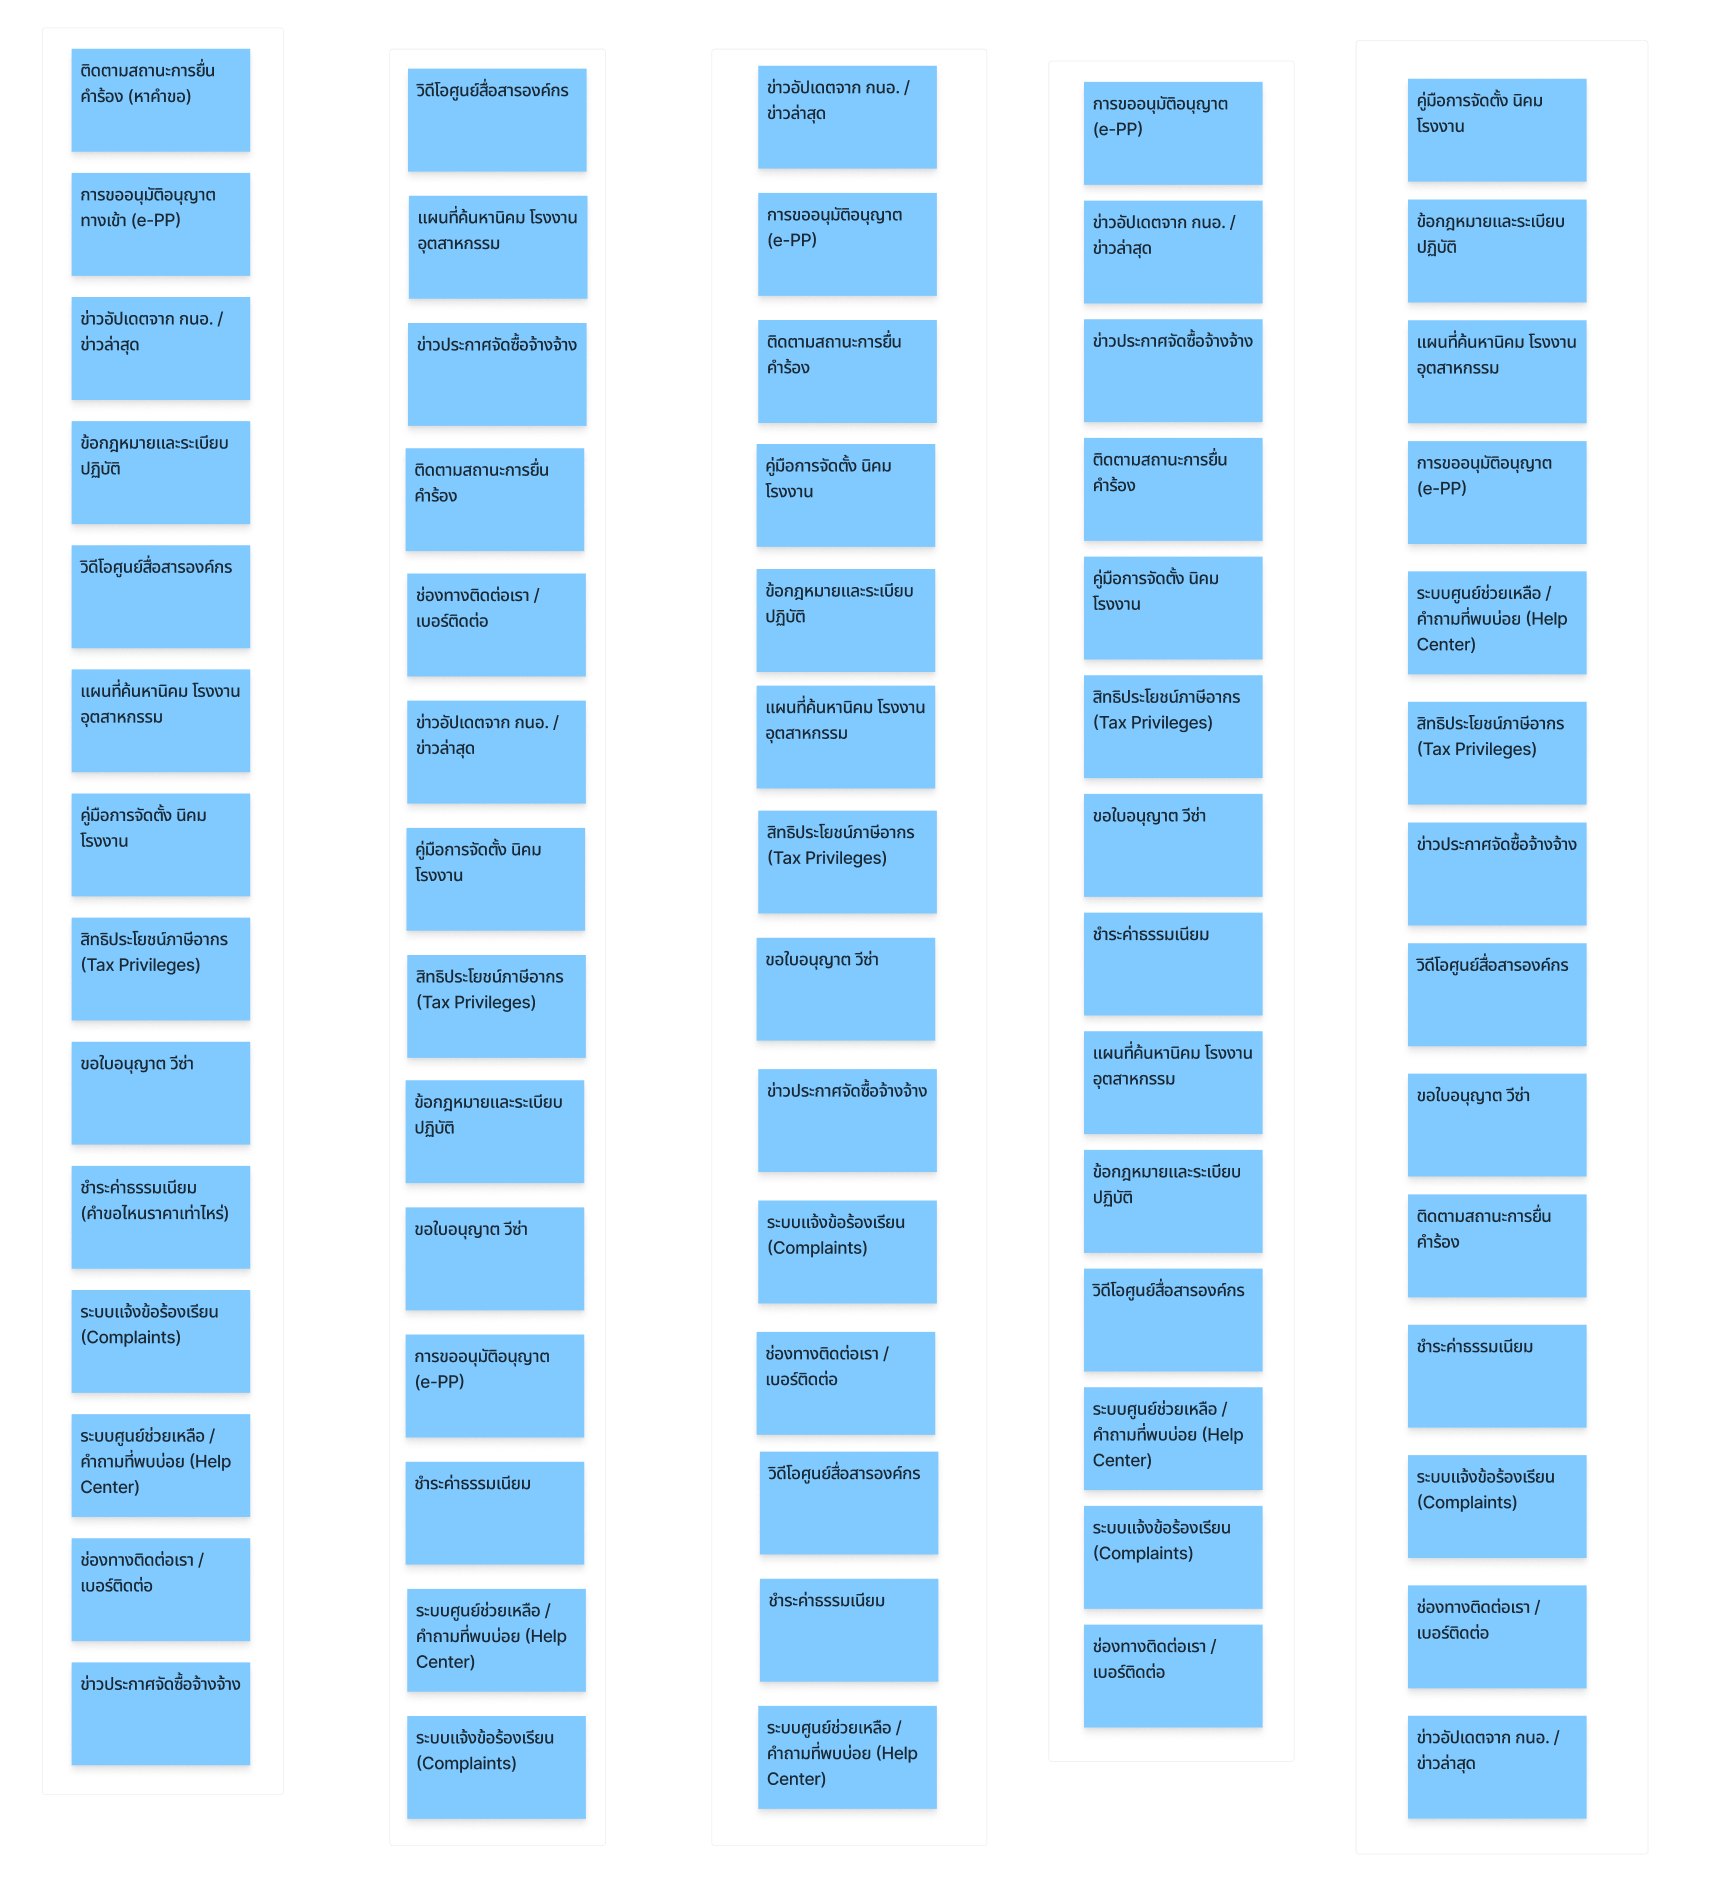 ติดตามสถานะการยื่น
คำร้อง (หาคำขอ)
การขออนุมัติอนุญาต
ทางเข้า (e-PP)
ข่าวอัปเดตจาก กนอ. /
ข่าวล่าสุด
ข้อกฎหมายและระเบียบ
ปฏิบัติ
วิดีโอศูนย์สื่อสารองค์กร
แผนที่ค้นหานิคม โรงงาน
อุตสาหกรรม
คู่มือการจัดตั้ง นิคม
โรงงาน
สิทธิประโยชน์ภาษีอากร
(Tax Privileges)
ขอใบอนุญาต วีซ่า
ชำระค่าธรรมเนียม
(คำขอไหนราคาเท่าไหร่)
ระบบแจ้งข้อร้องเรียน
(Complaints)
ระบบศูนย์ช่วยเหลือ /
คำถามที่พบบ่อย (Help
Center)
ช่องทางติดต่อเรา /
เบอร์ติดต่อ
ข่าวประกาศจัดซื้อจ้างจ้าง
วิดีโอศูนย์สื่อสารองค์กร
แผนที่ค้นหานิคม โรงงาน
อุตสาหกรรม
ข่าวประกาศจัดซื้อจ้างจ้าง
ติดตามสถานะการยื่น
คำร้อง
ช่องทางติดต่อเรา /
เบอร์ติดต่อ
ข่าวอัปเดตจาก กนอ. /
ข่าวล่าสุด
คู่มือการจัดตั้ง นิคม
โรงงาน
สิทธิประโยชน์ภาษีอากร
(Tax Privileges)
ข้อกฎหมายและระเบียบ
ปฏิบัติ
ขอใบอนุญาต วีซ่า
การขออนุมัติอนุญาต
(e-PP)
ชำระค่าธรรมเนียม
ระบบศูนย์ช่วยเหลือ /
คำถามที่พบบ่อย (Help
Center)
ระบบแจ้งข้อร้องเรียน
(Complaints)
ข่าวอัปเดตจาก กนอ. /
ข่าวล่าสุด
การขออนุมัติอนุญาต
(e-PP)
ติดตามสถานะการยื่น
คำร้อง
คู่มือการจัดตั้ง นิคม
โรงงาน
ข้อกฎหมายและระเบียบ
ปฏิบัติ
แผนที่ค้นหานิคม โรงงาน
อุตสาหกรรม
สิทธิประโยชน์ภาษีอากร
(Tax Privileges)
ขอใบอนุญาต วีซ่า
ข่าวประกาศจัดซื้อจ้างจ้าง
ระบบแจ้งข้อร้องเรียน
(Complaints)
ช่องทางติดต่อเรา /
เบอร์ติดต่อ
วิดีโอศูนย์สื่อสารองค์กร
ชำระค่าธรรมเนียม
ระบบศูนย์ช่วยเหลือ /
คำถามที่พบบ่อย (Help
Center)
การขออนุมัติอนุญาต
(e-PP)
ข่าวอัปเดตจาก กนอ. /
ข่าวล่าสุด
ข่าวประกาศจัดซื้อจ้างจ้าง
ติดตามสถานะการยื่น
คำร้อง
คู่มือการจัดตั้ง นิคม
โรงงาน
สิทธิประโยชน์ภาษีอากร
(Tax Privileges)
ขอใบอนุญาต วีซ่า
ชำระค่าธรรมเนียม
แผนที่ค้นหานิคม โรงงาน
อุตสาหกรรม
ข้อกฎหมายและระเบียบ
ปฏิบัติ
วิดีโอศูนย์สื่อสารองค์กร
ระบบศูนย์ช่วยเหลือ /
คำถามที่พบบ่อย (Help
Center)
ระบบแจ้งข้อร้องเรียน
(Complaints)
ช่องทางติดต่อเรา /
เบอร์ติดต่อ
คู่มือการจัดตั้ง นิคม
โรงงาน
ข้อกฎหมายและระเบียบ
ปฏิบัติ
แผนที่ค้นหานิคม โรงงาน
อุตสาหกรรม
การขออนุมัติอนุญาต
(e-PP)
ระบบศูนย์ช่วยเหลือ /
คำถามที่พบบ่อย (Help
Center)
สิทธิประโยชน์ภาษีอากร
(Tax Privileges)
ข่าวประกาศจัดซื้อจ้างจ้าง
วิดีโอศูนย์สื่อสารองค์กร
ขอใบอนุญาต วีซ่า
ติดตามสถานะการยื่น
คำร้อง
ชำระค่าธรรมเนียม
ระบบแจ้งข้อร้องเรียน
(Complaints)
ช่องทางติดต่อเรา /
เบอร์ติดต่อ
ข่าวอัปเดตจาก กนอ. /
ข่าวล่าสุด